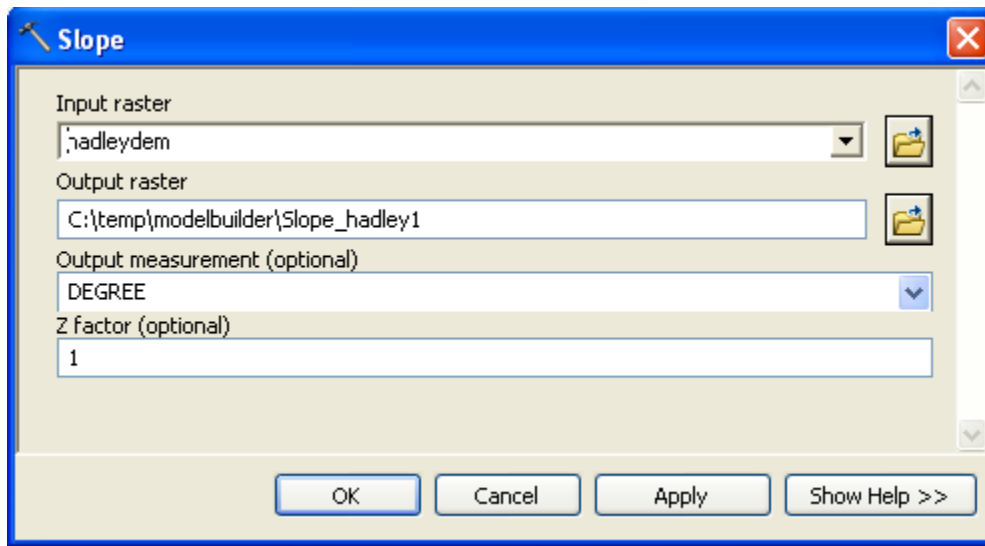 Slope
Input raster
hadleydem
Output raster
C:\temp\modelbuilder\Slope_hadley1
Output measurement (optional)
DEGREE
Z factor (optional)
1
OK Cancel Apply Show Help >>